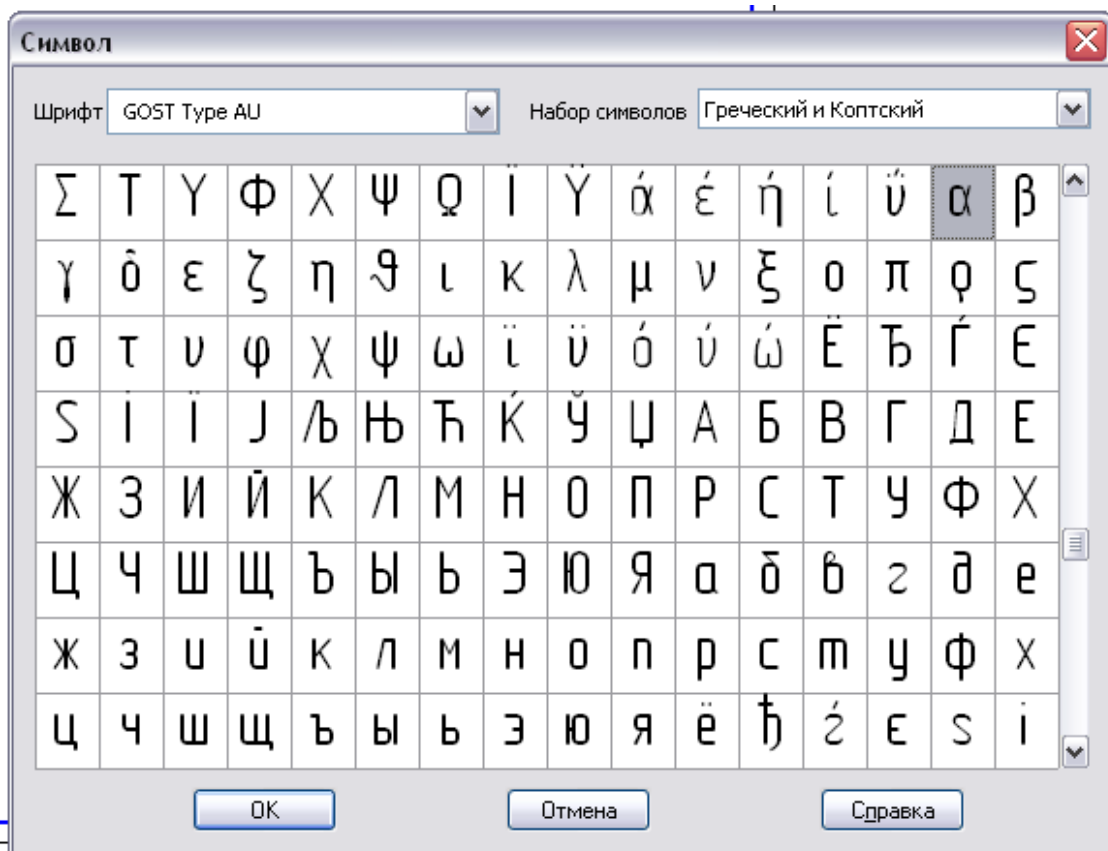 Символ
Шрифт GOST Type AU Набор символов Греческий и Коптский
Σ Τ Υ Φ Χ Ψ Ω Ϊ Ϋ ά έ ή ί ΰ α β
γ δ ε ζ η θ ι κ λ μ ν ξ ο π ρ ς
σ τ υ φ χ ψ ω ϊ ϋ ό ύ ώ Ё Ђ Ѓ Є
Ѕ І Ї Ј Љ Њ Ћ Ќ Ў Џ А Б В Г Д Е
Ж З И Й К Л М Н О П Р С Т У Ф Х
Ц Ч Ш Щ Ъ Ы Ь Э Ю Я а б в г д е
ж з и й к л м н о п р с т у ф х
ц ч ш щ ъ ы ь э ю я ё ђ ѓ є ѕ і
OK Отмена Справка